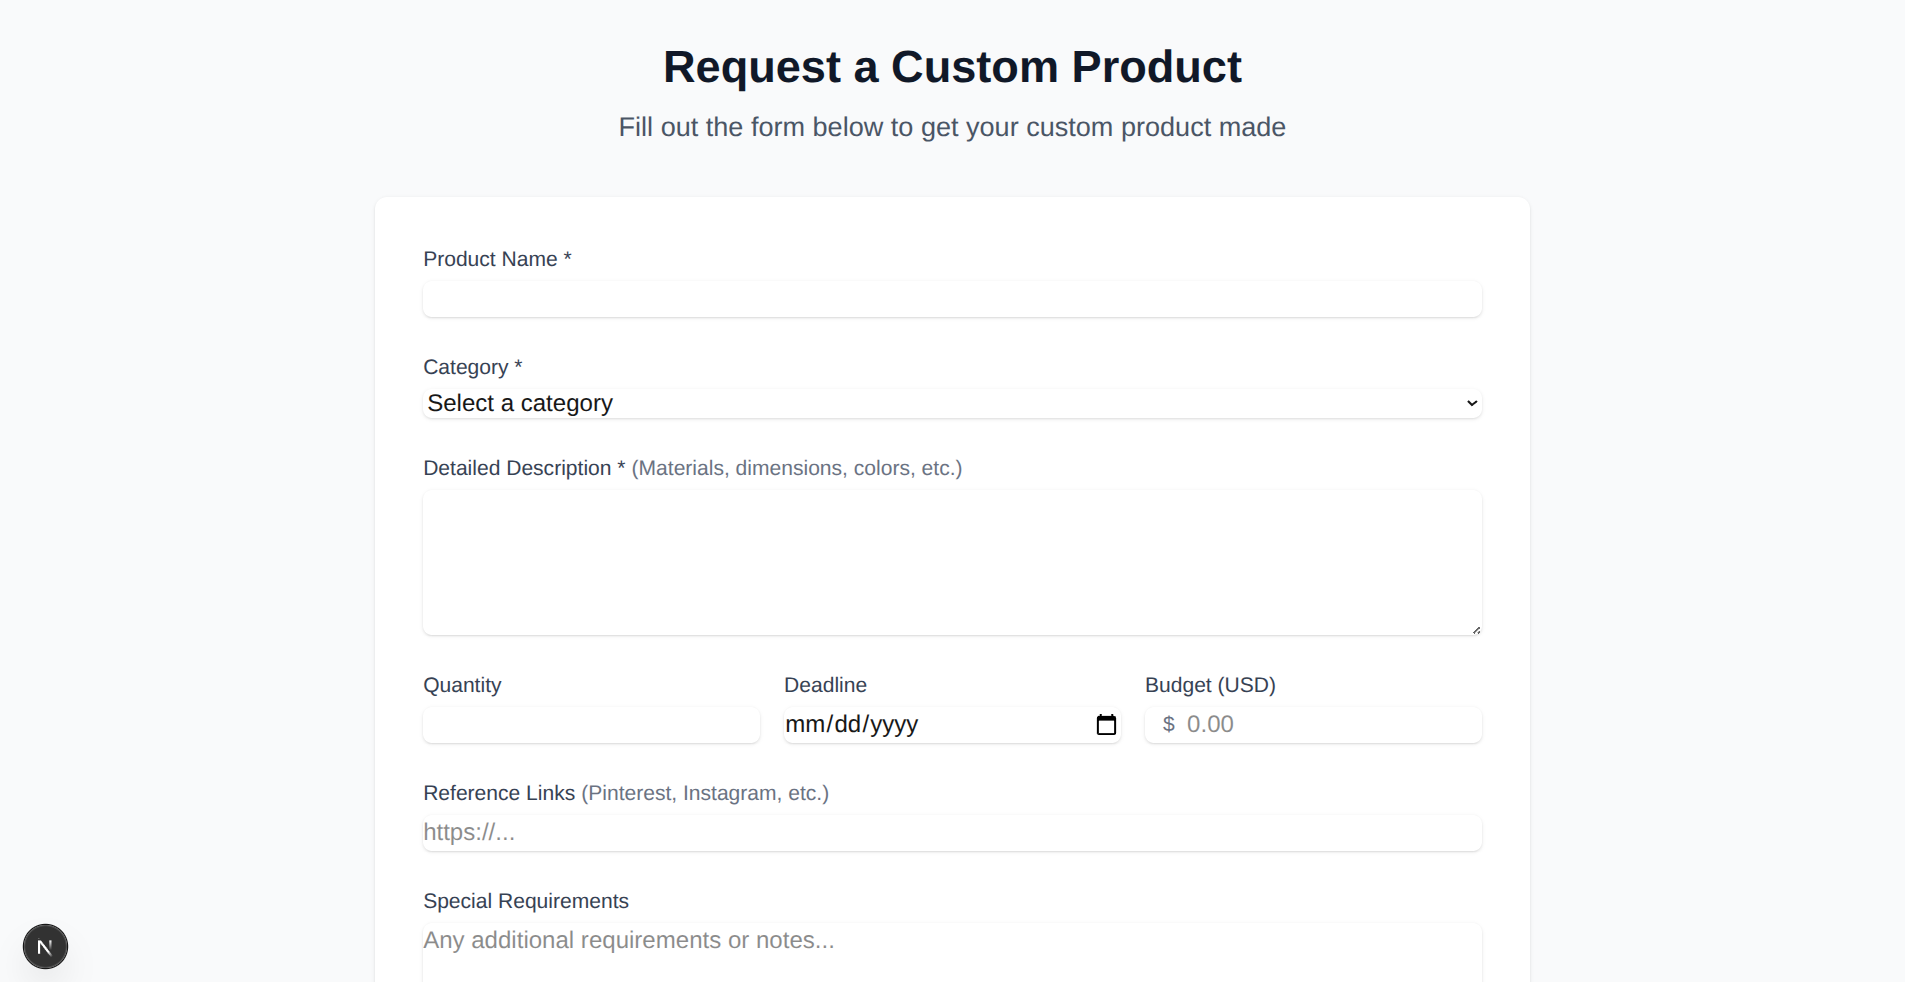 Request a Custom Product
Fill out the form below to get your custom product made
Product Name *
Category *
Select a category
Detailed Description * (Materials, dimensions, colors, etc.)
Quantity
Deadline
Budget (USD)
mm/dd/yyyy
$ 0.00
Reference Links (Pinterest, Instagram, etc.)
https://...
Special Requirements
Any additional requirements or notes...
N